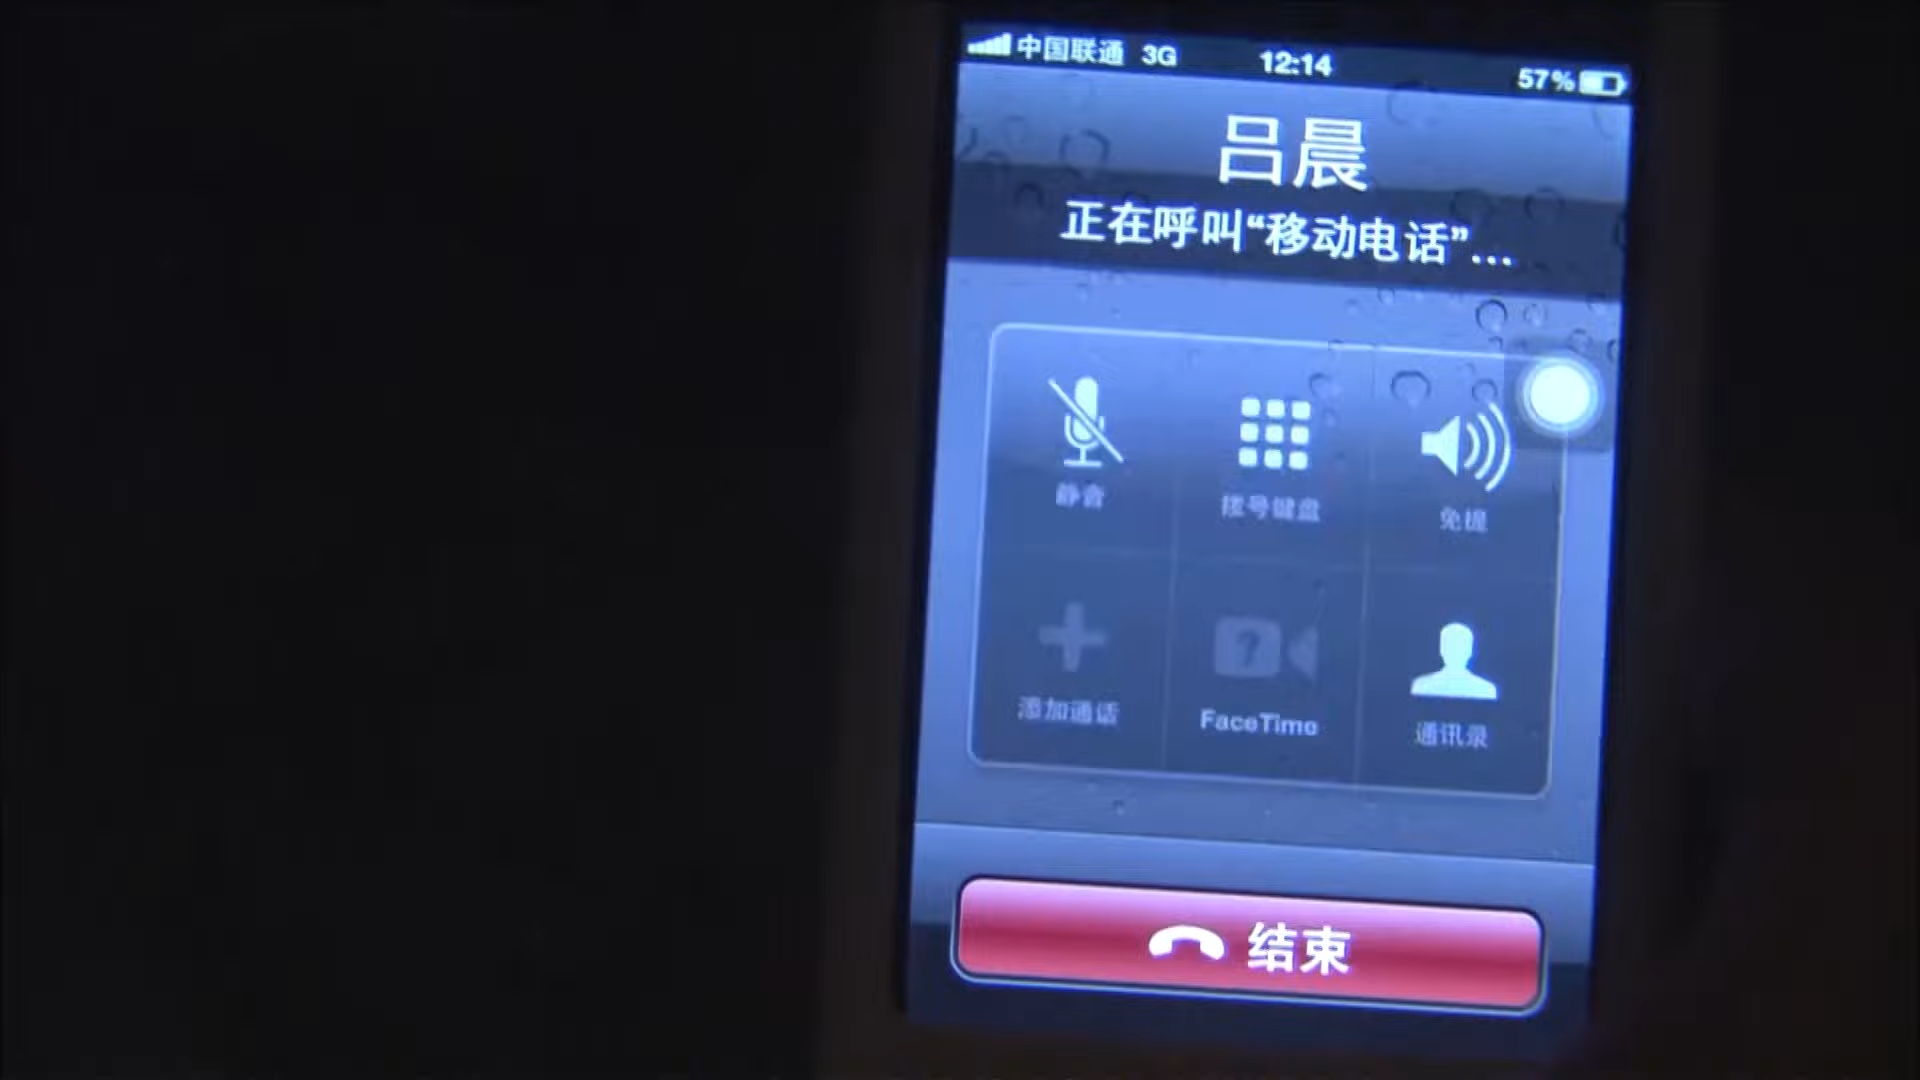 中国联通 3G 12:14 57%
吕晨
正在呼叫“移动电话”...
静音 拨号键盘 免提
添加通话 FaceTime 通讯录
结束